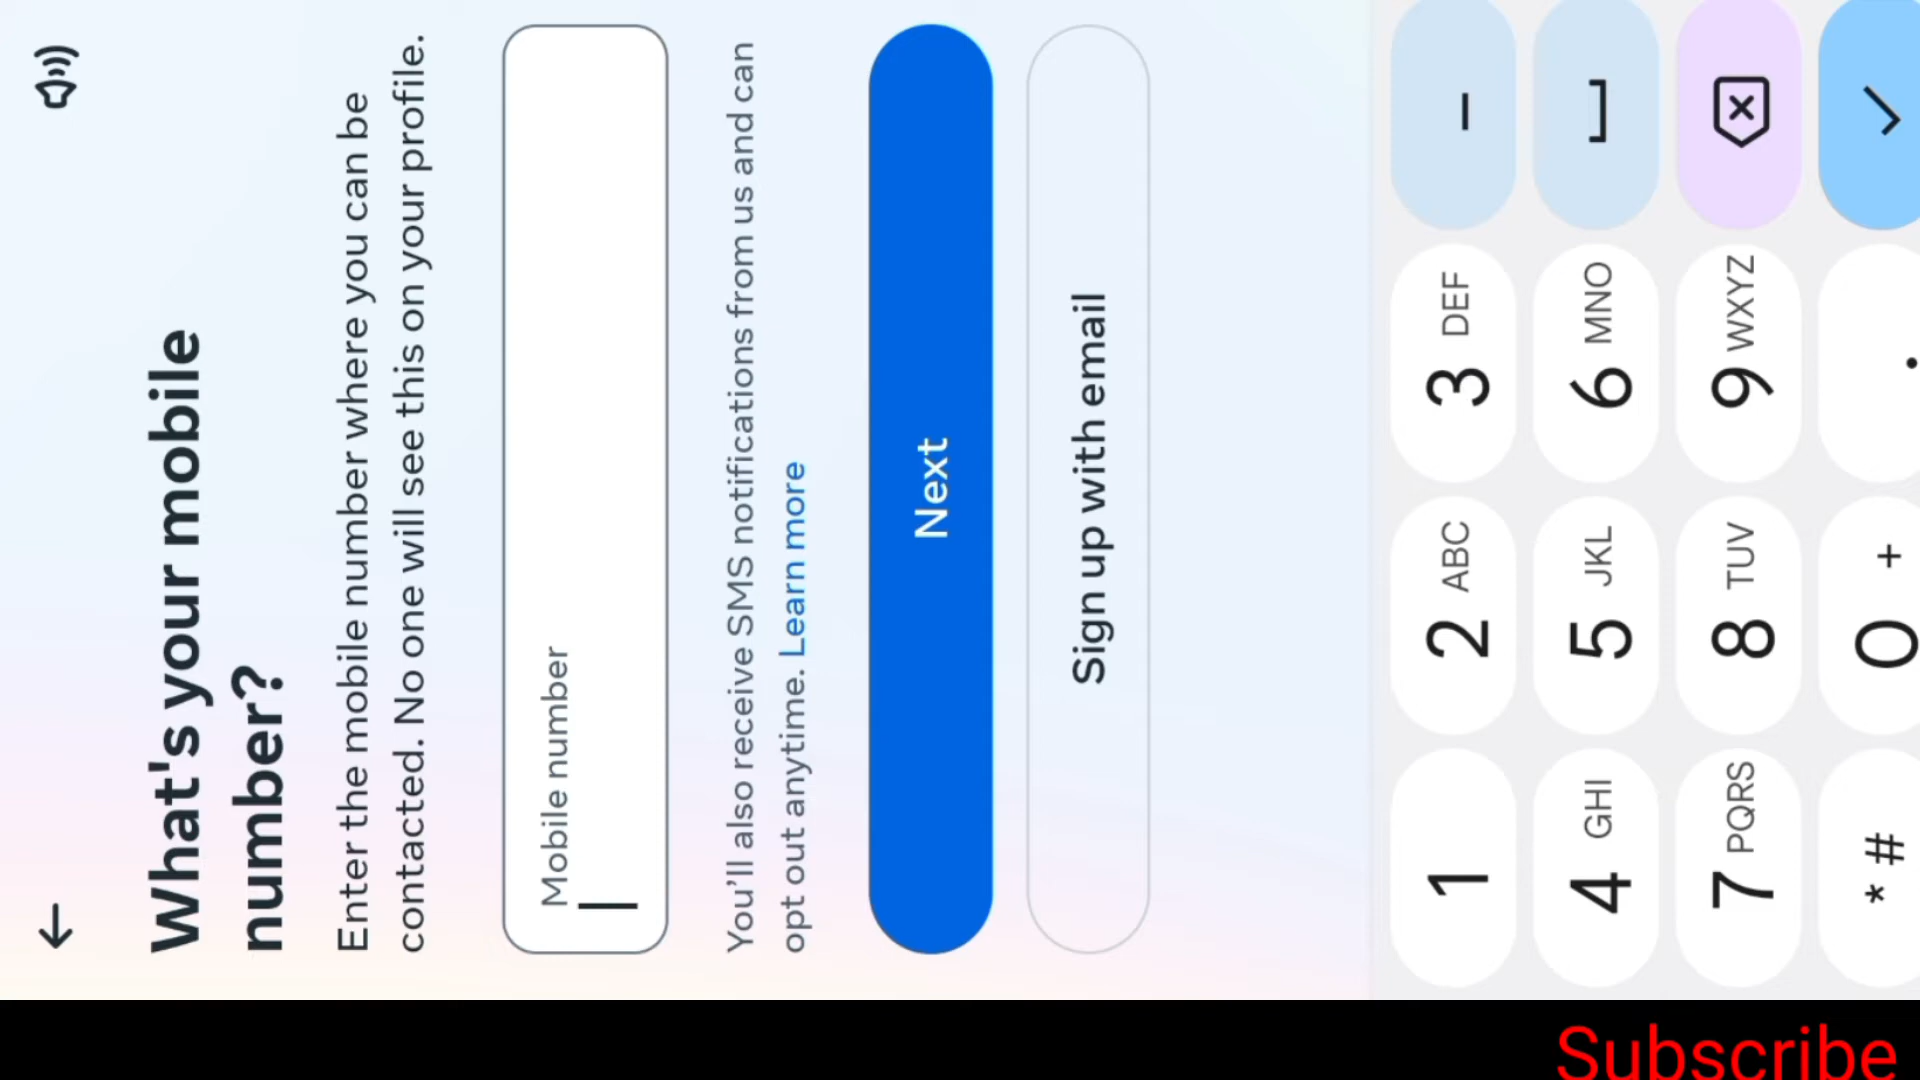 What's your mobile
number?
Enter the mobile number where you can be
contacted. No one will see this on your profile.
Mobile number
You'll also receive SMS notifications from us and can
opt out anytime. Learn more
Next
Sign up with email
1 2 ABC 3 DEF -
4 GHI 5 JKL 6 MNO
7 PQRS 8 TUV 9 WXYZ
* # 0 + .
Subscribe